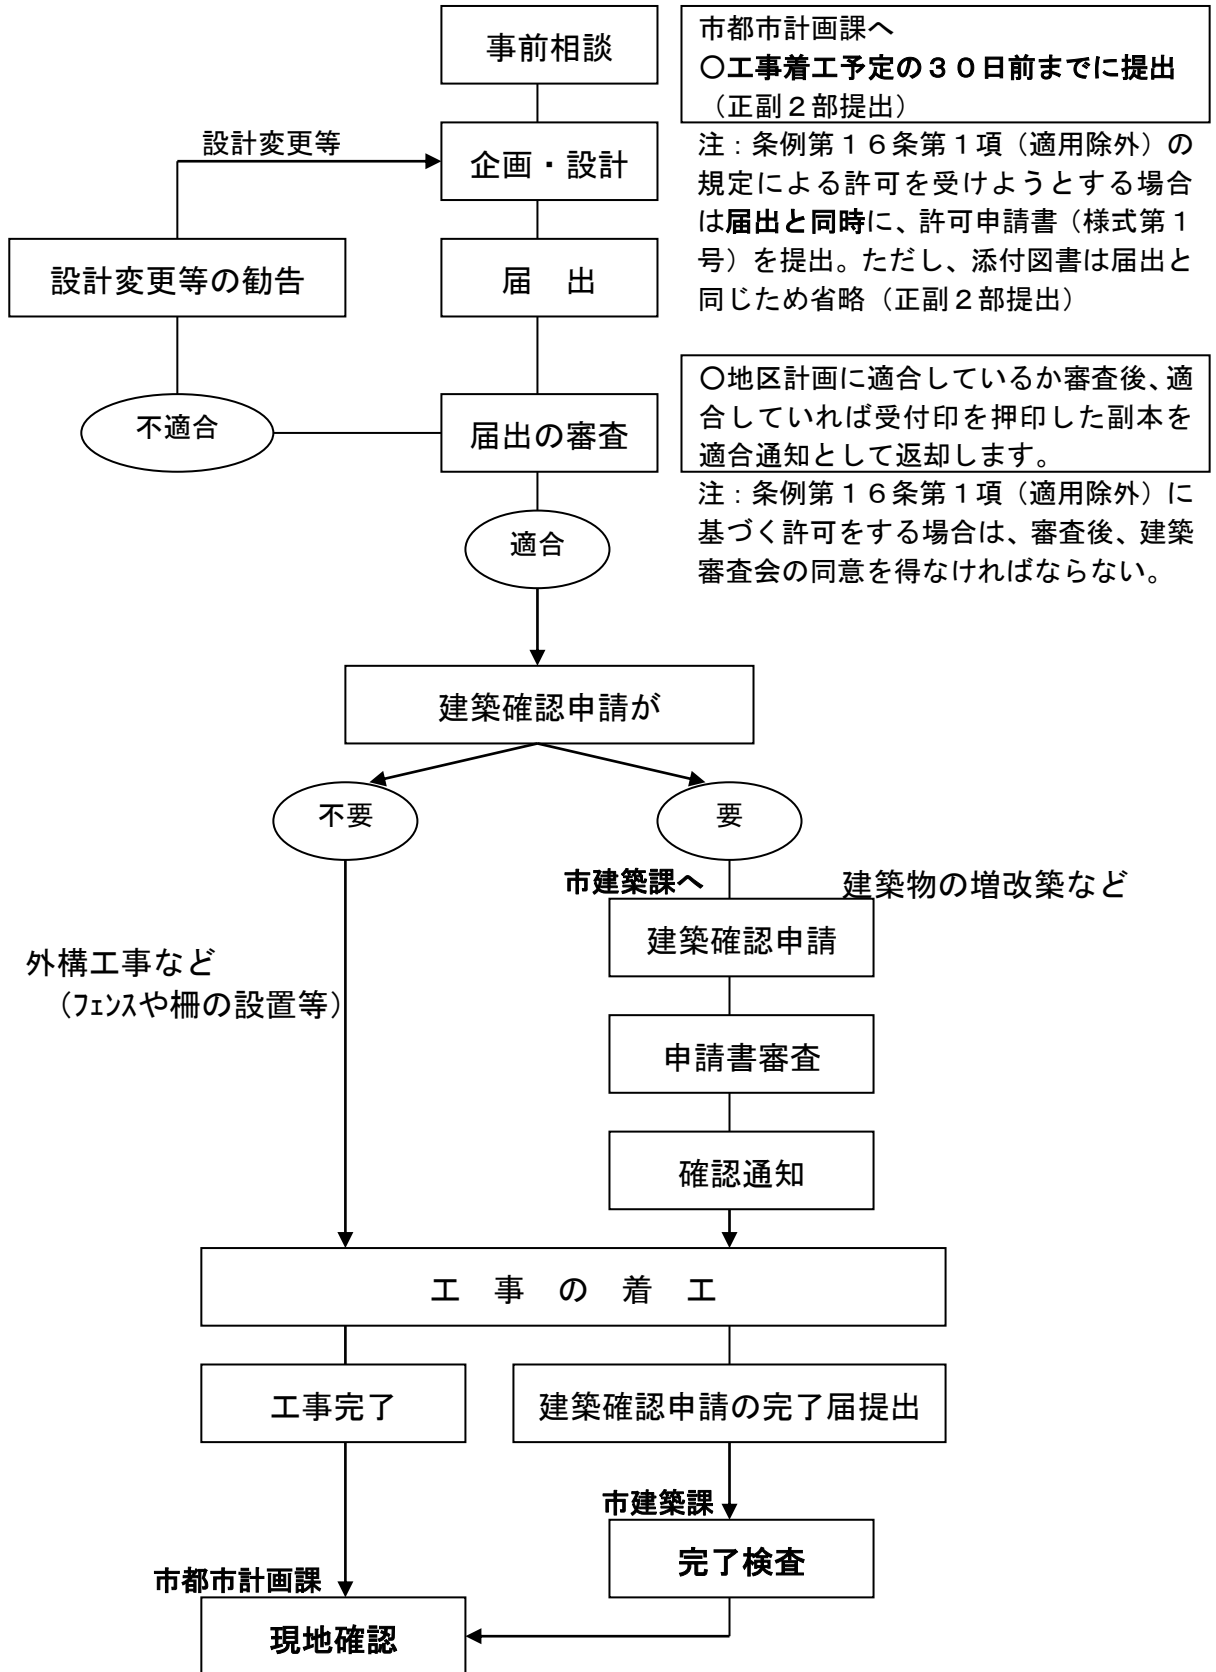 事前相談
市都市計画課へ
○工事着工予定の３０日前までに提出
（正副２部提出）
設計変更等
企画・設計
注：条例第１６条第１項（適用除外）の
規定による許可を受けようとする場合
は届出と同時に、許可申請書（様式第１
号）を提出。ただし、添付図書は届出と
同じため省略（正副２部提出）
設計変更等の勧告
届　出
○地区計画に適合しているか審査後、適
合していれば受付印を押印した副本を
適合通知として返却します。
不適合
届出の審査
注：条例第１６条第１項（適用除外）に
基づく許可をする場合は、審査後、建築
審査会の同意を得なければならない。
適合
建築確認申請が
不要
要
市建築課へ
建築物の増改築など
建築確認申請
外構工事など
（ﾌｪﾝｽや柵の設置等）
申請書審査
確認通知
工　事　の　着　工
工事完了
建築確認申請の完了届提出
市建築課
完了検査
市都市計画課
現地確認